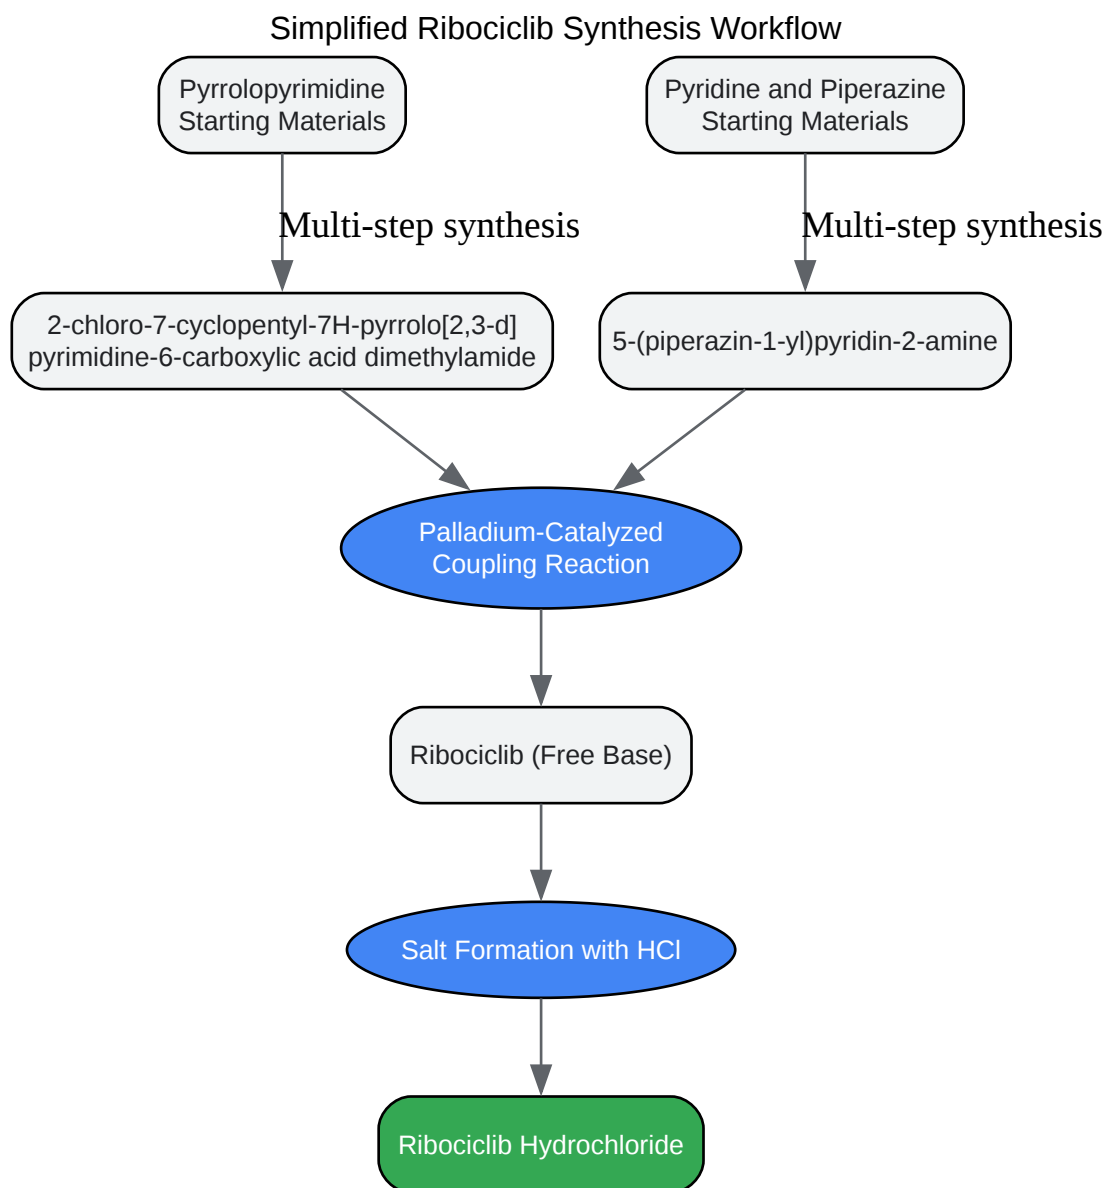 Simplified Ribociclib Synthesis Workflow
Pyrrolopyrimidine
Starting Materials
Pyridine and Piperazine
Starting Materials
Multi-step synthesis
Multi-step synthesis
2-chloro-7-cyclopentyl-7H-pyrrolo[2,3-d]
pyrimidine-6-carboxylic acid dimethylamide
5-(piperazin-1-yl)pyridin-2-amine
Palladium-Catalyzed
Coupling Reaction
Ribociclib (Free Base)
Salt Formation with HCl
Ribociclib Hydrochloride